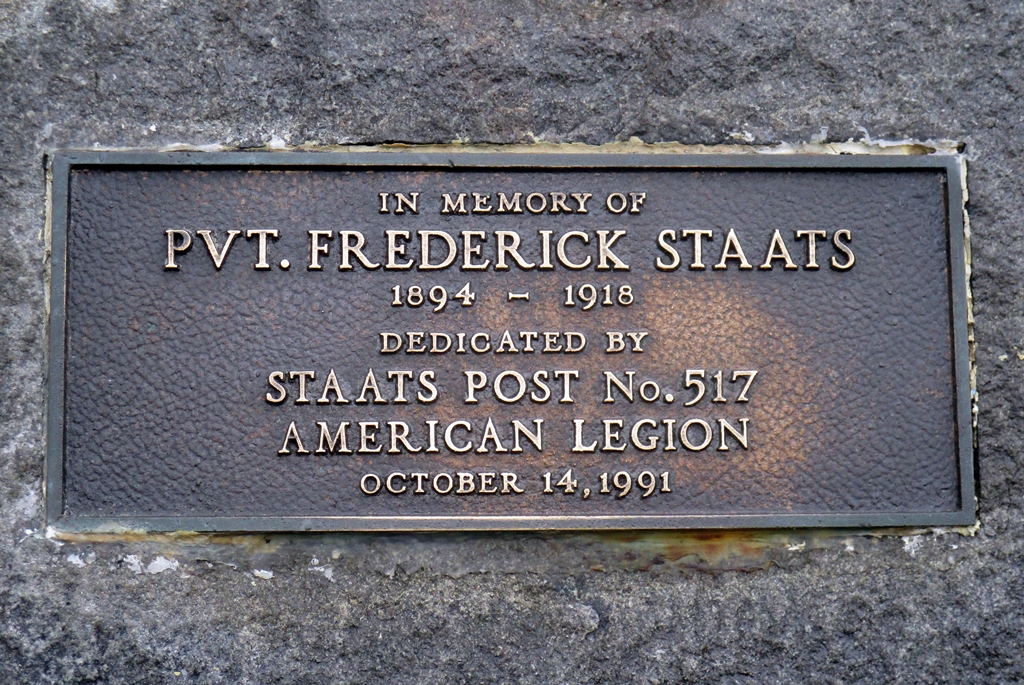 IN MEMORY OF
PVT. FREDERICK STAATS
1894 - 1918
DEDICATED BY
STAATS POST No. 517
AMERICAN LEGION
OCTOBER 14, 1991